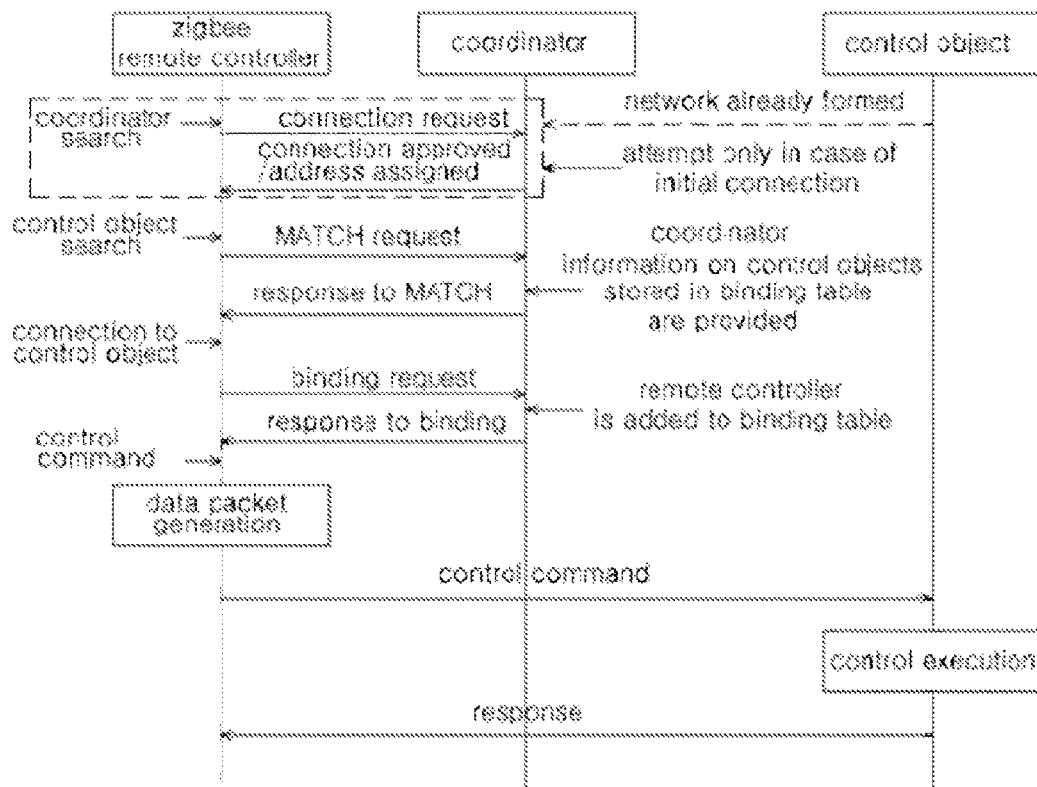 zigbee
remote controller
coordinator
control object
coordinator
search
connection request
network already formed
connection approved
/address assigned
attempt only in case of
initial connection
control object
search
MATCH request
coordinator
information on control objects
stored in binding table
are provided
response to MATCH
connection to
control object
binding request
remote controller
is added to binding table
response to binding
control
command
data packet
generation
control command
control execution
response